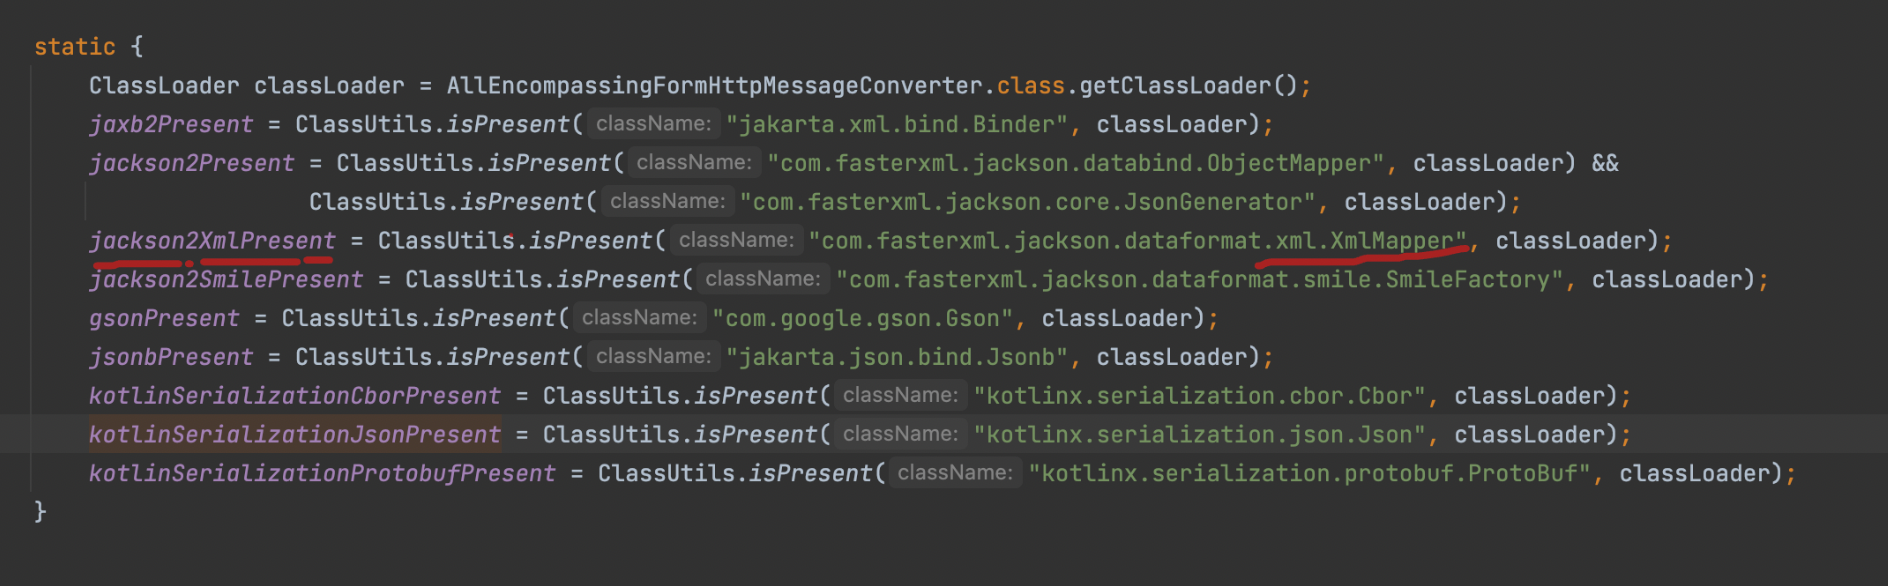 static {
ClassLoader classLoader = AllEncompassingFormHttpMessageConverter.class.getClassLoader();
jaxb2Present = ClassUtils.isPresent( className: "jakarta.xml.bind.Binder", classLoader);
jackson2Present = ClassUtils.isPresent( className: "com.fasterxml.jackson.databind.ObjectMapper", classLoader) &&
ClassUtils.isPresent( className: "com.fasterxml.jackson.core.JsonGenerator", classLoader);
jackson2XmlPresent = ClassUtils.isPresent( className: "com.fasterxml.jackson.dataformat.xml.XmlMapper", classLoader);
jackson2SmilePresent = ClassUtils.isPresent( className: "com.fasterxml.jackson.dataformat.smile.SmileFactory", classLoader);
gsonPresent = ClassUtils.isPresent( className: "com.google.gson.Gson", classLoader);
jsonbPresent = ClassUtils.isPresent( className: "jakarta.json.bind.Jsonb", classLoader);
kotlinSerializationCborPresent = ClassUtils.isPresent( className: "kotlinx.serialization.cbor.Cbor", classLoader);
kotlinSerializationJsonPresent = ClassUtils.isPresent( className: "kotlinx.serialization.json.Json", classLoader);
kotlinSerializationProtobufPresent = ClassUtils.isPresent( className: "kotlinx.serialization.protobuf.ProtoBuf", classLoader);
}